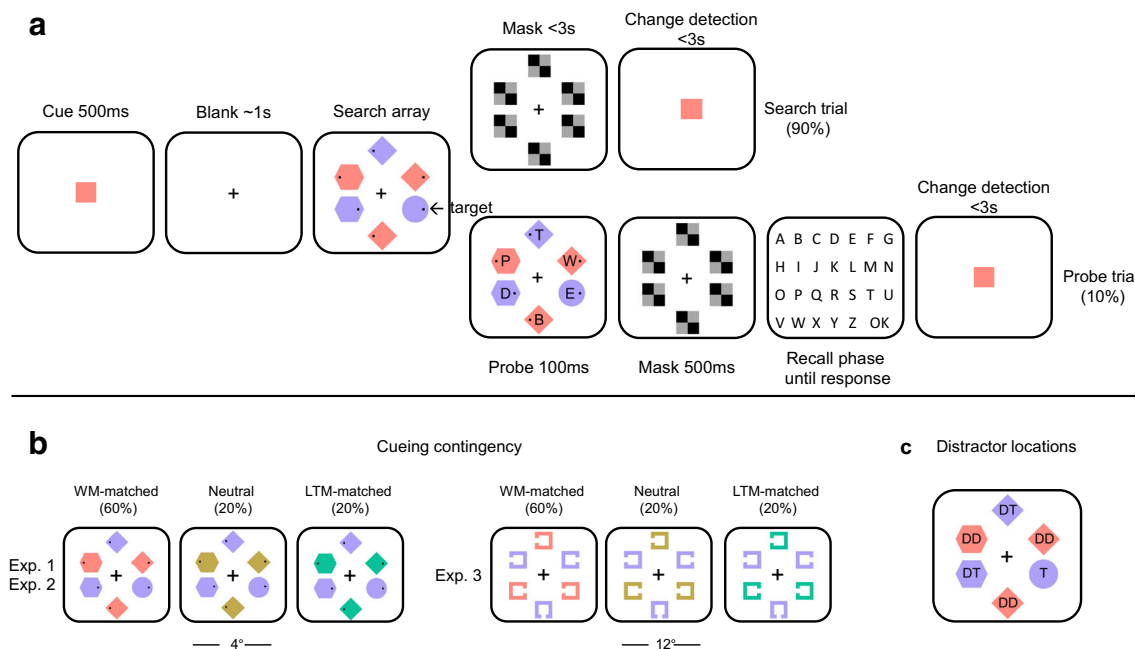 a
Mask <3s
Change detection
<3s
Cue 500ms
Blank ~1s
Search array
Search trial
(90%)
← target
Change detection
<3s
T
P W
D E
B
A B C D E F G
H I J K L M N
O P Q R S T U
V W X Y Z OK
Probe trial
(10%)
Probe 100ms
Mask 500ms
Recall phase
until response
b
Cueing contingency
c Distractor locations
WM-matched
(60%)
Neutral
(20%)
LTM-matched
(20%)
WM-matched
(60%)
Neutral
(20%)
LTM-matched
(20%)
Exp. 1
Exp. 2
Exp. 3
DT
DD DD
DT T
DD
4°
12°